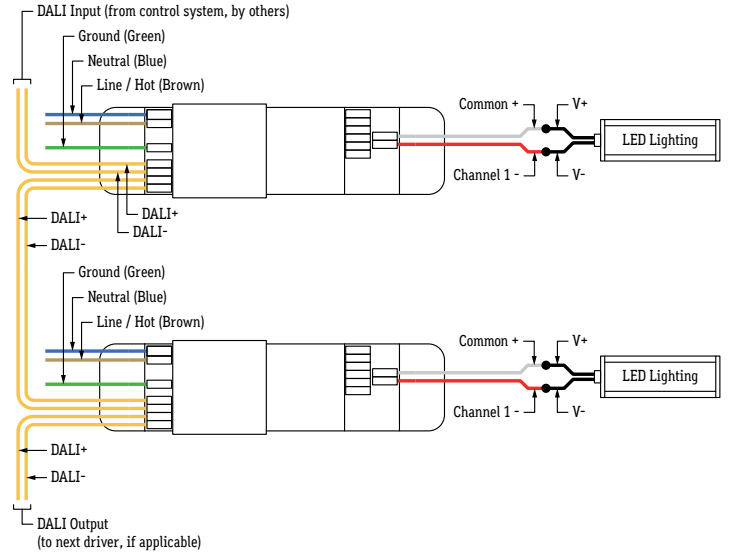 DALI Input (from control system, by others)
Ground (Green)
Neutral (Blue)
Line / Hot (Brown)
Common +
V+
LED Lighting
Channel 1 -
V-
DALI+
DALI-
DALI+
DALI-
Ground (Green)
Neutral (Blue)
Line / Hot (Brown)
Common +
V+
LED Lighting
Channel 1 -
V-
DALI+
DALI-
DALI Output
(to next driver, if applicable)